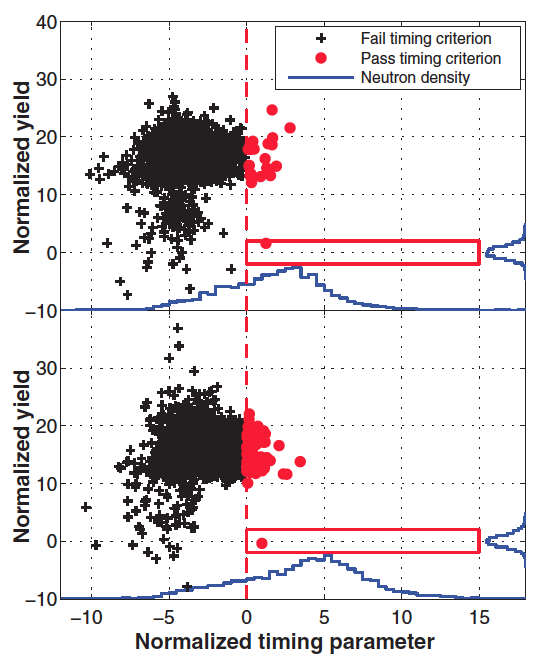 40
Fail timing criterion
Pass timing criterion
Neutron density
30
20
10
0
−10
Normalized yield
30
20
10
0
−10
Normalized yield
−10 −5 0 5 10 15
Normalized timing parameter